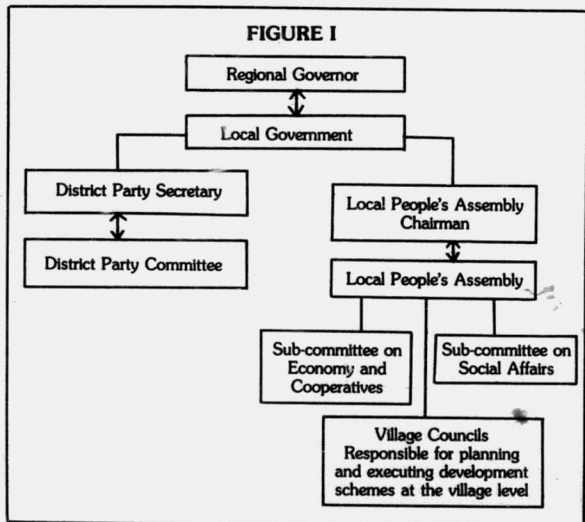 FIGURE I
Regional Governor
Local Government
District Party Secretary
District Party Committee
Local People's Assembly
Chairman
Local People's Assembly
Sub-committee on
Economy and
Cooperatives
Sub-committee on
Social Affairs
Village Councils
Responsible for planning
and executing development
schemes at the village level